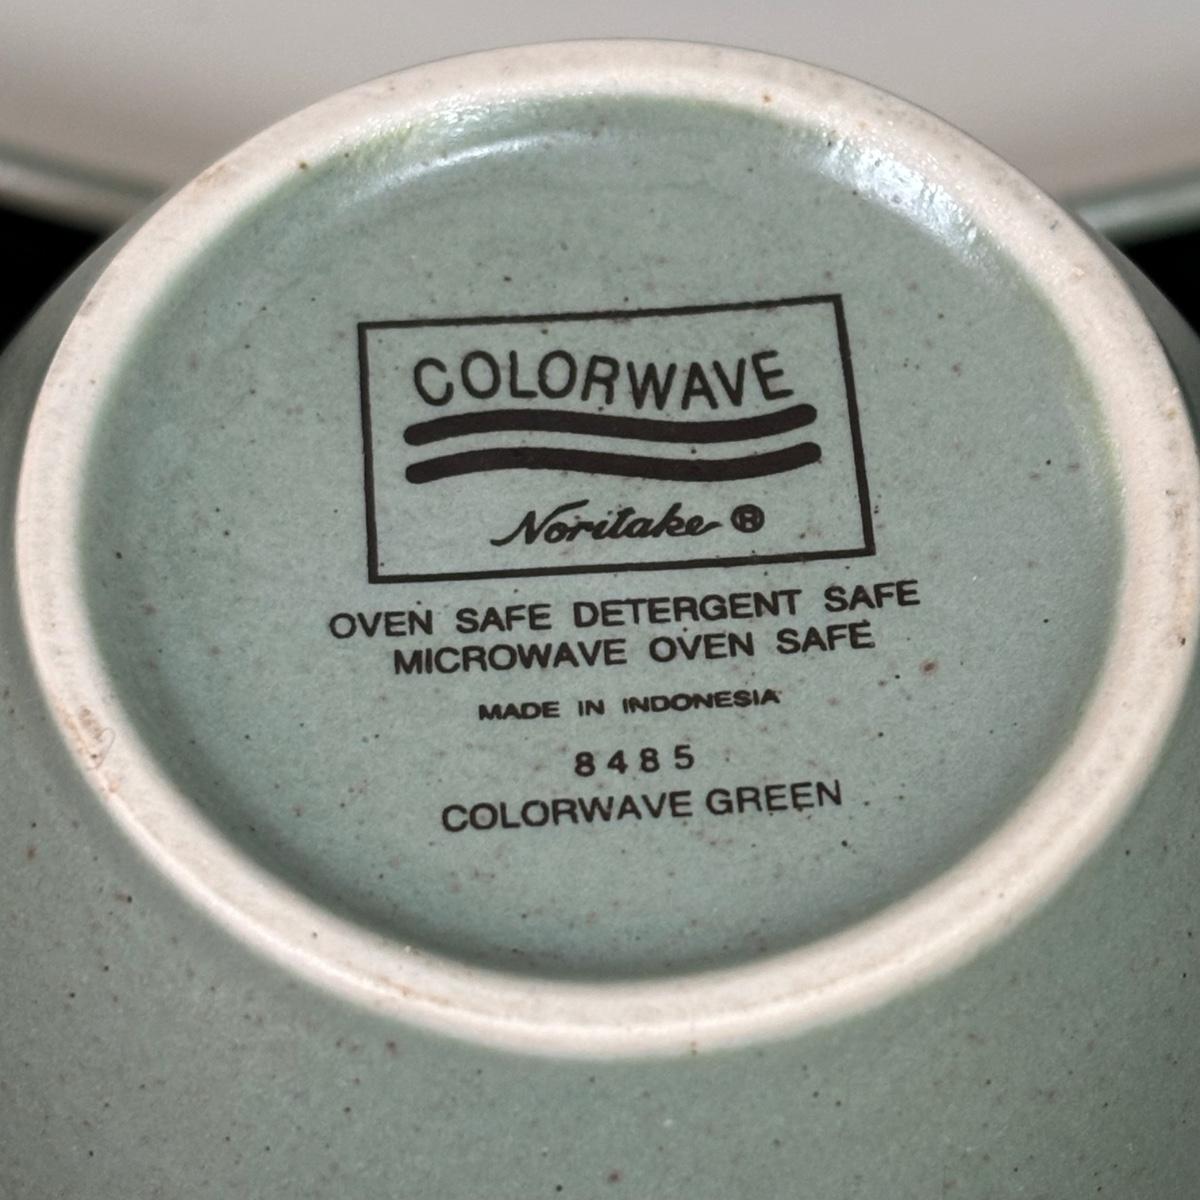 COLORWAVE
Noritake ®
OVEN SAFE DETERGENT SAFE
MICROWAVE OVEN SAFE
MADE IN INDONESIA
8485
COLORWAVE GREEN